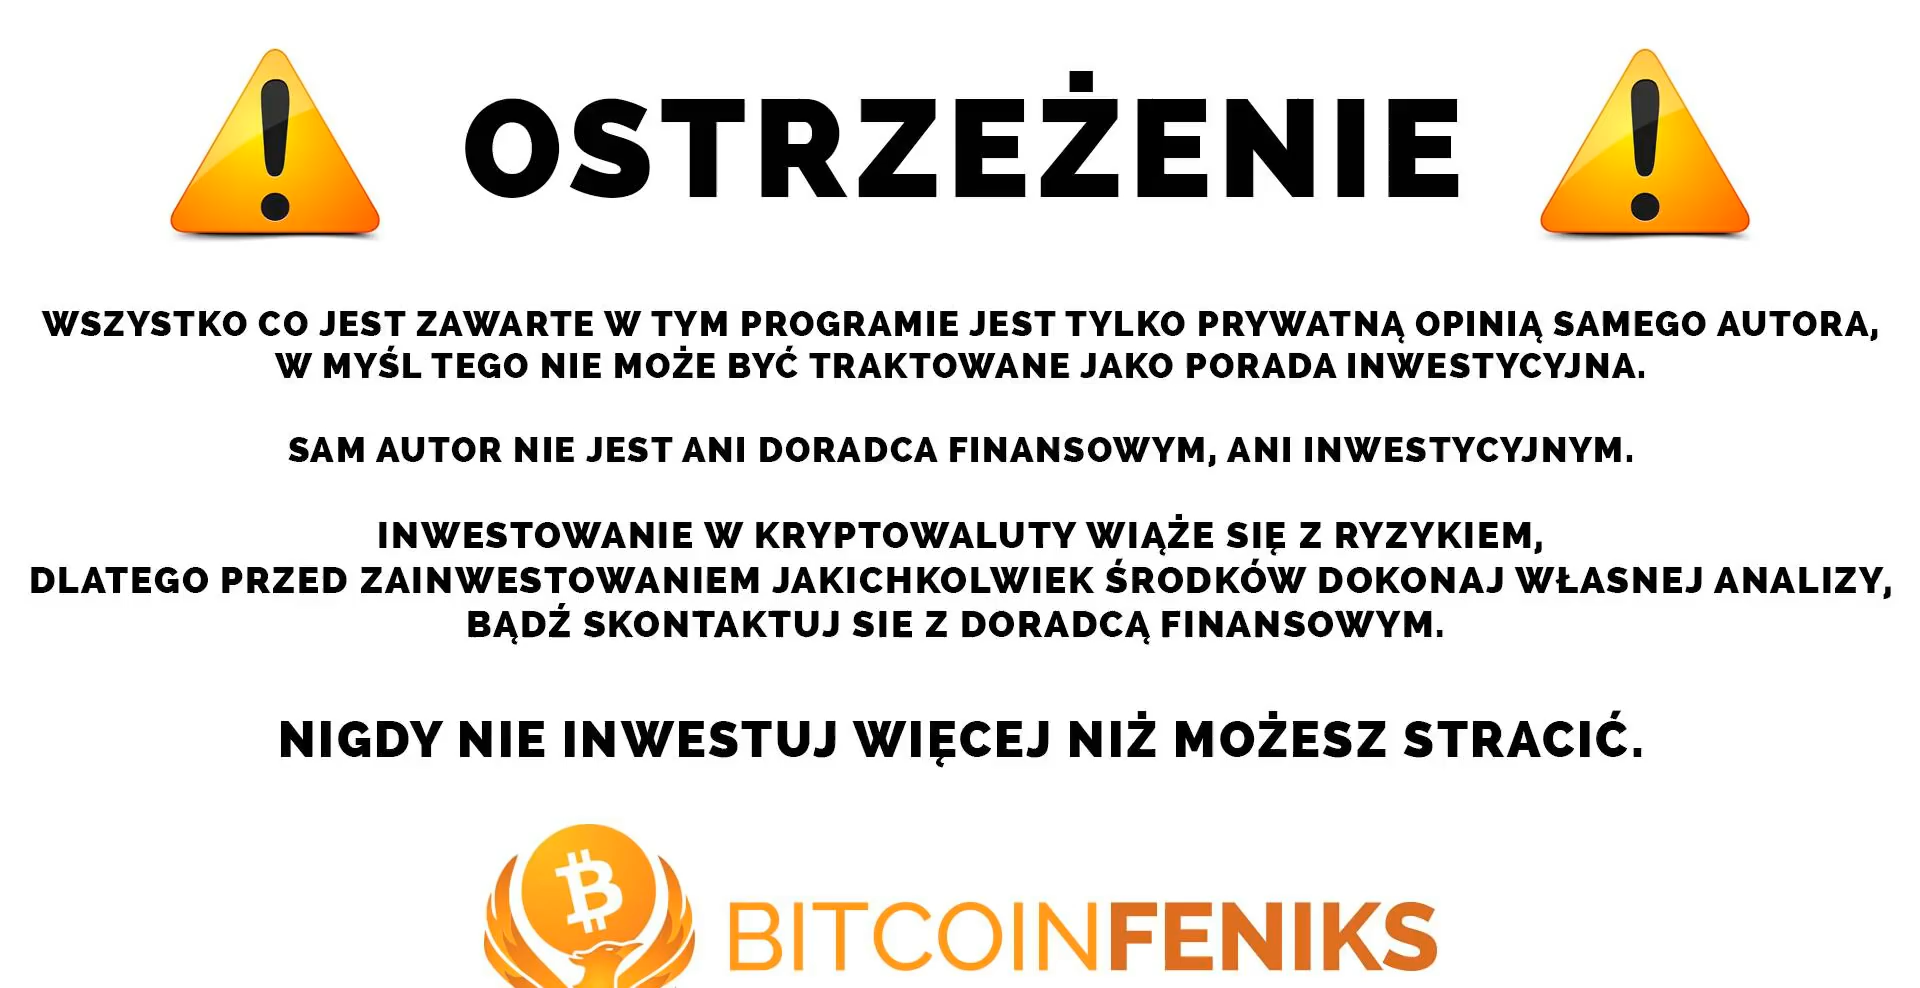 OSTRZEŻENIE
WSZYSTKO CO JEST ZAWARTE W TYM PROGRAMIE JEST TYLKO PRYWATNĄ OPINIĄ SAMEGO AUTORA,
W MYŚL TEGO NIE MOŻE BYĆ TRAKTOWANE JAKO PORADA INWESTYCYJNA.
SAM AUTOR NIE JEST ANI DORADCA FINANSOWYM, ANI INWESTYCYJNYM.
INWESTOWANIE W KRYPTOWALUTY WIĄŻE SIĘ Z RYZYKIEM,
DLATEGO PRZED ZAINWESTOWANIEM JAKICHKOLWIEK ŚRODKÓW DOKONAJ WŁASNEJ ANALIZY,
BĄDŹ SKONTAKTUJ SIE Z DORADCĄ FINANSOWYM.
NIGDY NIE INWESTUJ WIĘCEJ NIŻ MOŻESZ STRACIĆ.
BITCOINFENIKS